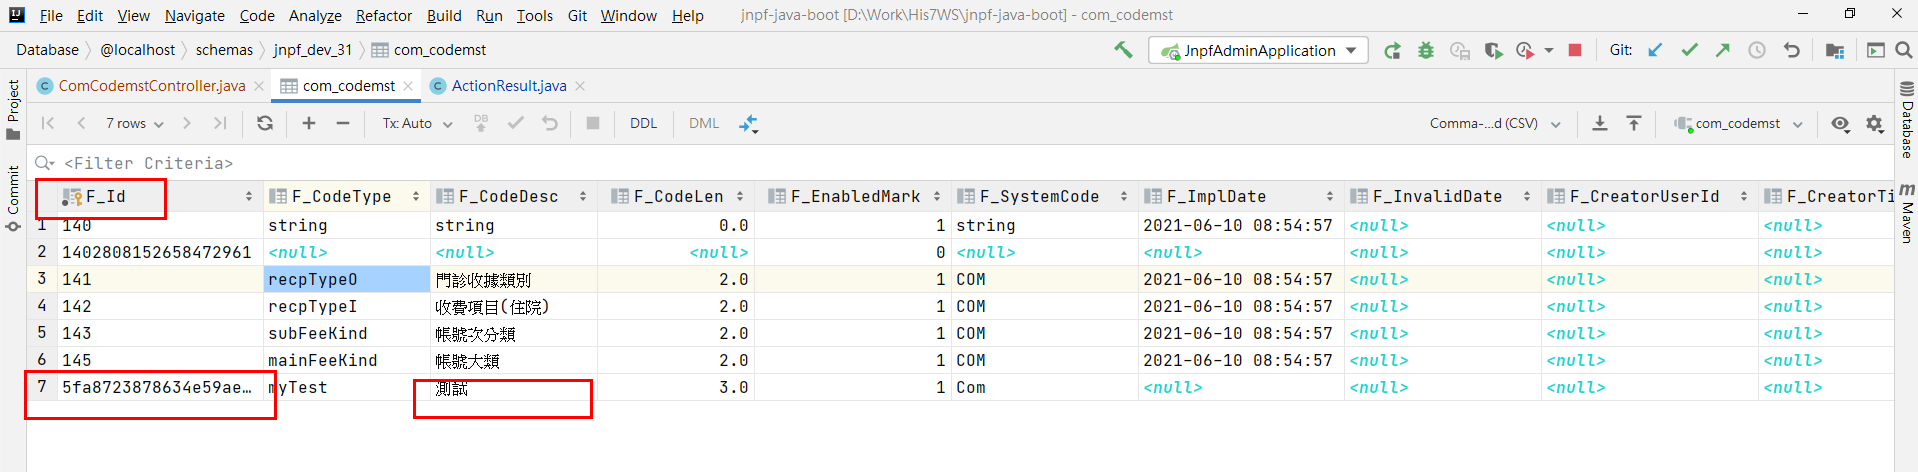 File Edit View Navigate Code Analyze Refactor Build Run Tools Git Window Help jnpf-java-boot [D:\Work\His7WS\jnpf-java-boot] - com_codemst
Database @localhost schemas jnpf_dev_31 com_codemst JnpfAdminApplication Git:
ComCodemstController.java com_codemst ActionResult.java
7 rows Tx: Auto DB DDL DML Comma-...d (CSV) com_codemst
<Filter Criteria>
F_Id F_CodeType F_CodeDesc F_CodeLen F_EnabledMark F_SystemCode F_ImplDate F_InvalidDate F_CreatorUserId F_CreatorTi
1 140 string string 0.0 1 string 2021-06-10 08:54:57 <null> <null> <null>
2 1402808152658472961 <null> <null> <null> 0 <null> <null> <null> <null> <null>
3 141 recpTypeO 門診收據類別 2.0 1 COM 2021-06-10 08:54:57 <null> <null> <null>
4 142 recpTypeI 收費項目(住院) 2.0 1 COM 2021-06-10 08:54:57 <null> <null> <null>
5 143 subFeeKind 帳號次分類 2.0 1 COM 2021-06-10 08:54:57 <null> <null> <null>
6 145 mainFeeKind 帳號大類 2.0 1 COM 2021-06-10 08:54:57 <null> <null> <null>
7 5fa8723878634e59ae… myTest 測試 3.0 1 Com <null> <null> <null> <null>
Project
Commit
Database
Maven